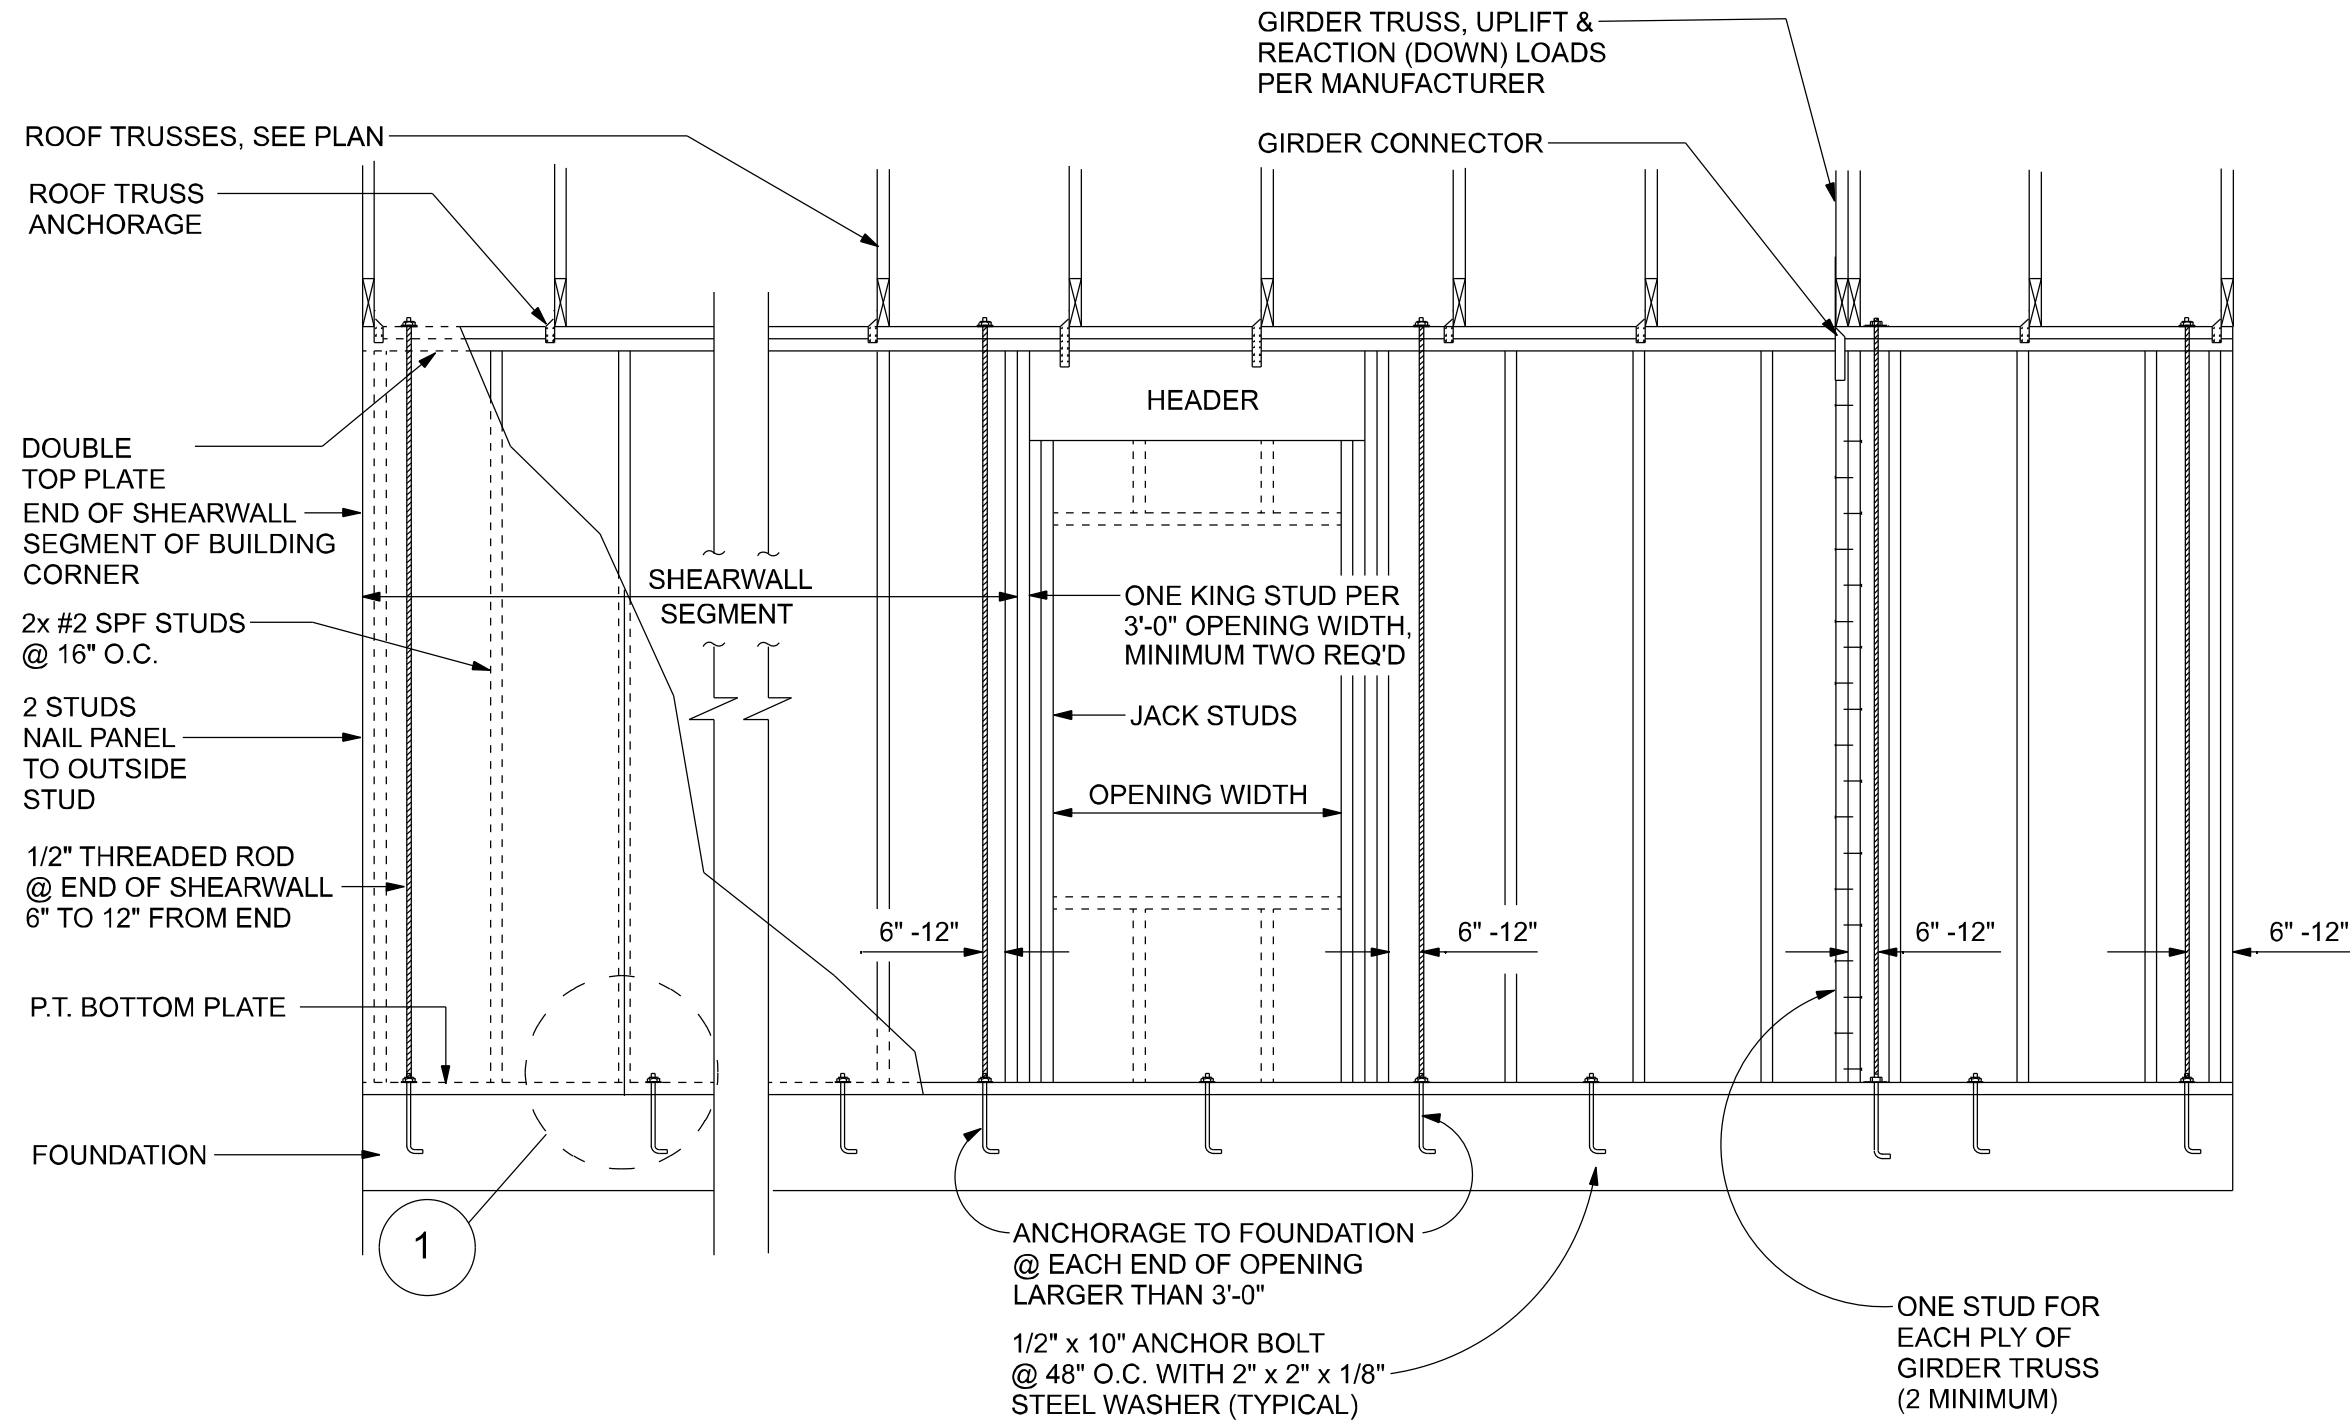 GIRDER TRUSS, UPLIFT &
REACTION (DOWN) LOADS
PER MANUFACTURER
ROOF TRUSSES, SEE PLAN
GIRDER CONNECTOR
ROOF TRUSS
ANCHORAGE
HEADER
DOUBLE
TOP PLATE
END OF SHEARWALL
SEGMENT OF BUILDING
CORNER
SHEARWALL
SEGMENT
ONE KING STUD PER
3'-0" OPENING WIDTH,
MINIMUM TWO REQ'D
2x #2 SPF STUDS
@ 16" O.C.
2 STUDS
NAIL PANEL
TO OUTSIDE
STUD
JACK STUDS
OPENING WIDTH
1/2" THREADED ROD
@ END OF SHEARWALL
6" TO 12" FROM END
6" -12"
6" -12"
6" -12"
6" -12"
P.T. BOTTOM PLATE
FOUNDATION
1
ANCHORAGE TO FOUNDATION
@ EACH END OF OPENING
LARGER THAN 3'-0"
1/2" x 10" ANCHOR BOLT
@ 48" O.C. WITH 2" x 2" x 1/8"
STEEL WASHER (TYPICAL)
ONE STUD FOR
EACH PLY OF
GIRDER TRUSS
(2 MINIMUM)